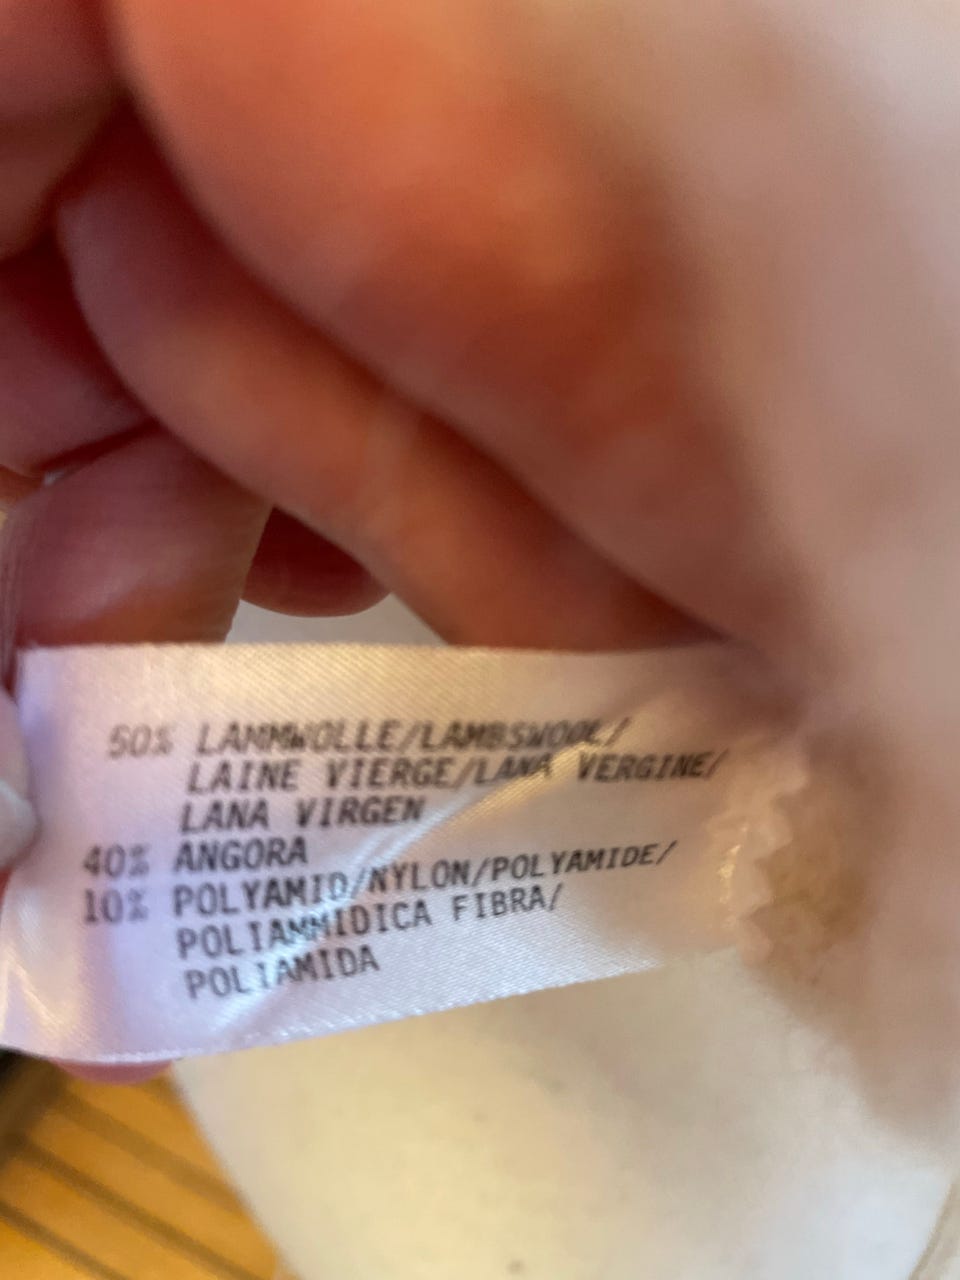 50% LAMMWOLLE/LAMBSWOOL/
LAINE VIERGE/LANA VERGINE/
LANA VIRGEN
40% ANGORA
10% POLYAMID/NYLON/POLYAMIDE/
POLIAMMIDICA FIBRA/
POLIAMIDA